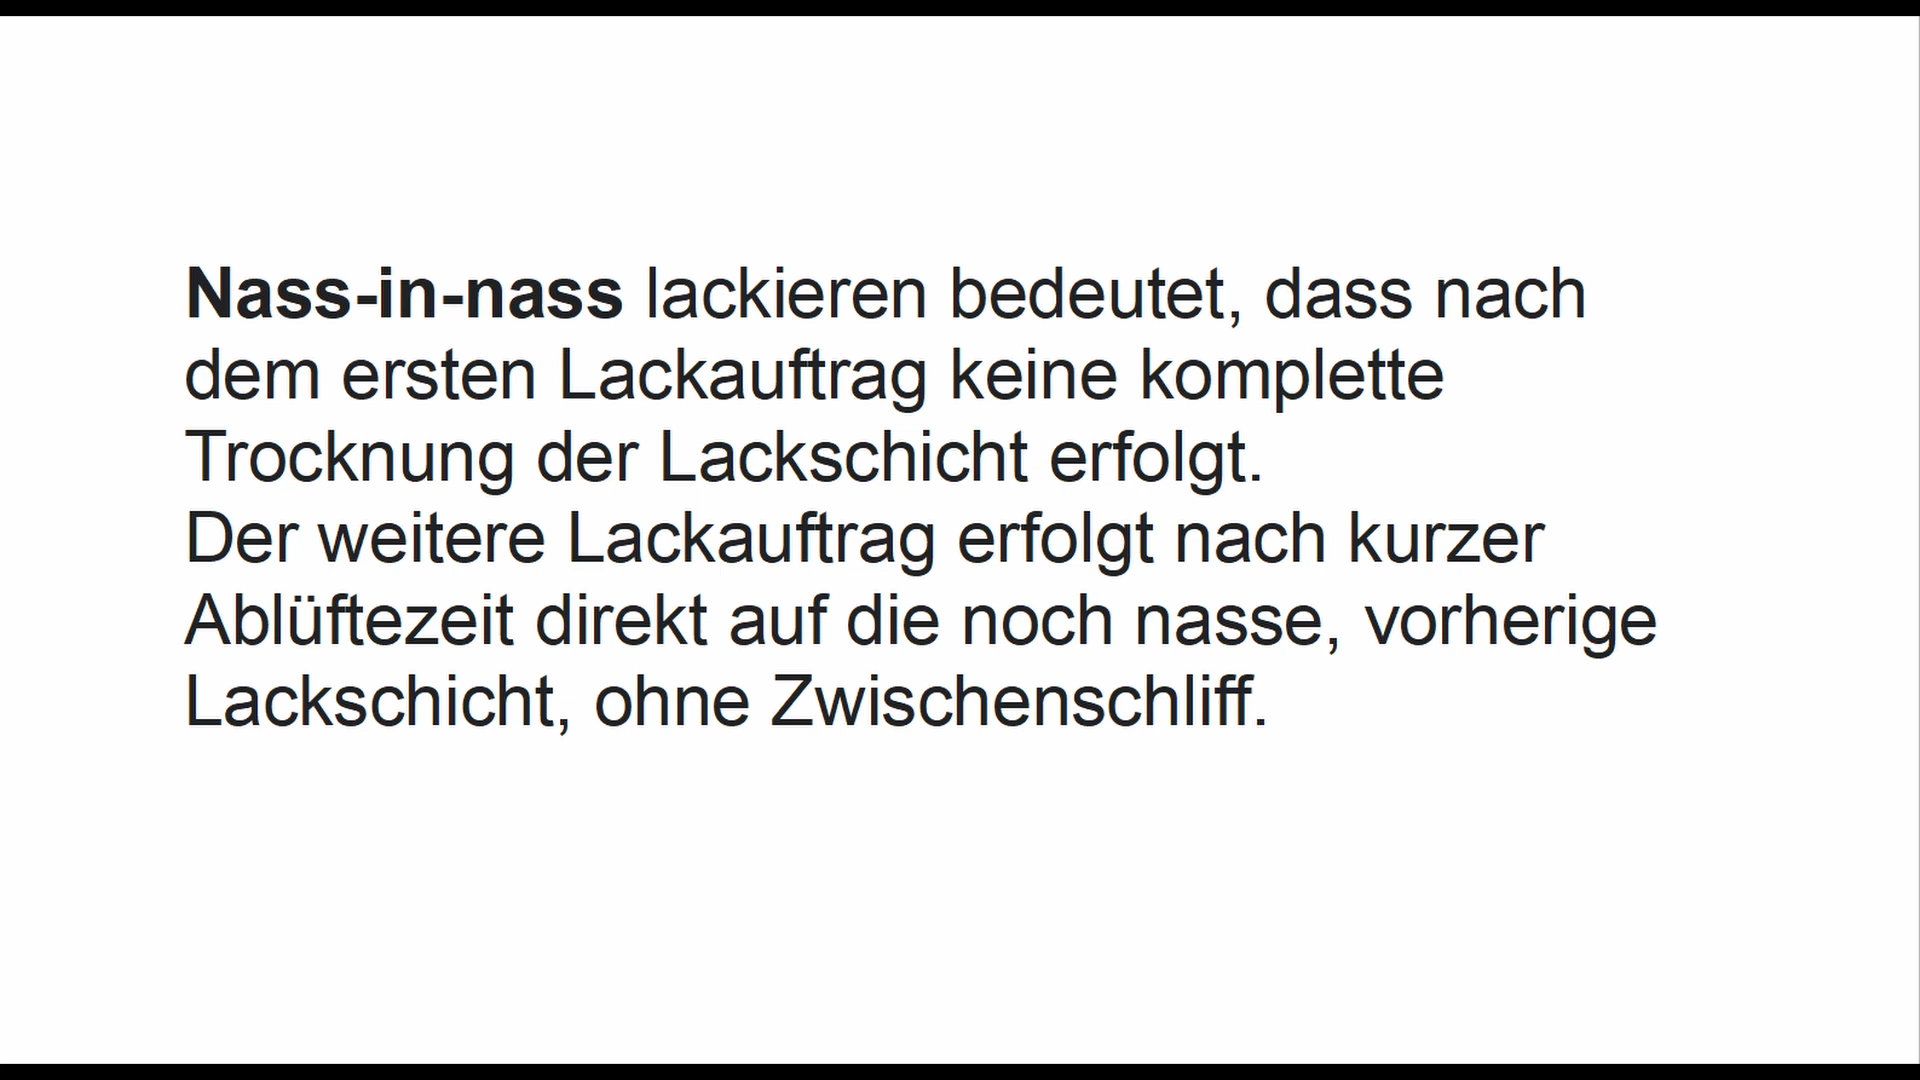 Nass-in-nass lackieren bedeutet, dass nach
dem ersten Lackauftrag keine komplette
Trocknung der Lackschicht erfolgt.
Der weitere Lackauftrag erfolgt nach kurzer
Ablüftezeit direkt auf die noch nasse, vorherige
Lackschicht, ohne Zwischenschliff.